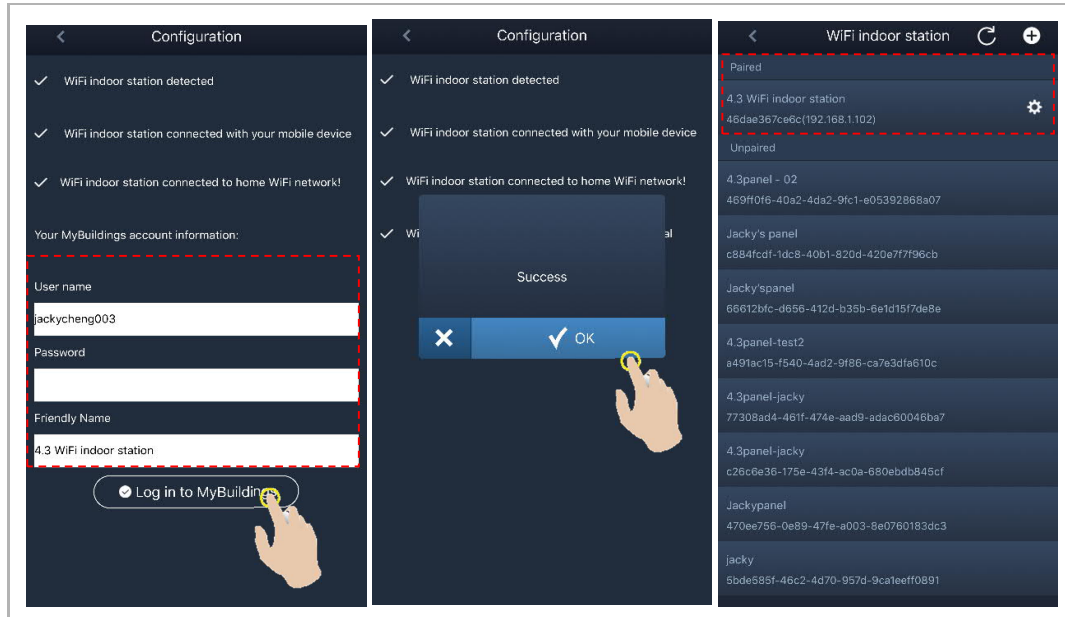 Configuration
WiFi indoor station detected
WiFi indoor station connected with your mobile device
WiFi indoor station connected to home WiFi network!
Your MyBuildings account information:
User name
jackycheng003
Password
Friendly Name
4.3 WiFi indoor station
Log in to MyBuildings
Configuration
WiFi indoor station detected
WiFi indoor station connected with your mobile device
WiFi indoor station connected to home WiFi network!
Wi al
Success
OK
WiFi indoor station
Paired
4.3 WiFi indoor station
46dae367ce6c(192.168.1.102)
Unpaired
4.3panel - 02
469ff0f6-40a2-4da2-9fc1-e05392868a07
Jacky's panel
c884fcdf-1dc8-40b1-820d-420e7f7f96cb
Jacky'spanel
66612bfc-d656-412d-b35b-6e1d15f7de8e
4.3panel-test2
a491ac15-f540-4ad2-9f86-ca7e3dfa610c
4.3panel-jacky
77308ad4-461f-474e-aad9-adac60046ba7
4.3panel-jacky
c26c6e36-175e-43f4-ac0a-680ebdb845cf
Jackypanel
470ee756-0e89-47fe-a003-8e0760183dc3
jacky
5bde585f-46c2-4d70-957d-9ca1eeff0891